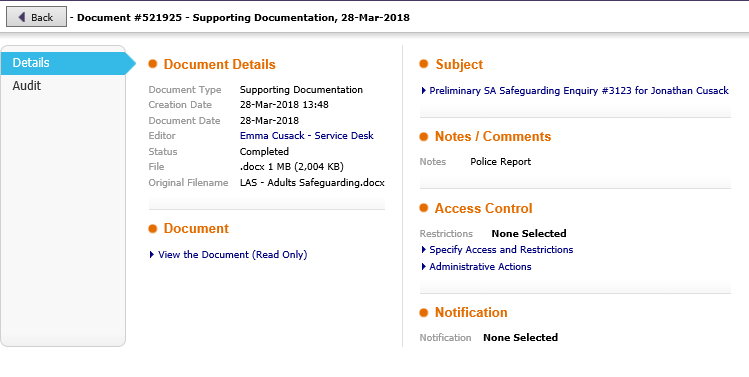 Back - Document #521925 - Supporting Documentation, 28-Mar-2018
Details
Audit
Document Details
Document Type Supporting Documentation
Creation Date 28-Mar-2018 13:48
Document Date 28-Mar-2018
Editor Emma Cusack - Service Desk
Status Completed
File .docx 1 MB (2,004 KB)
Original Filename LAS - Adults Safeguarding.docx
Document
View the Document (Read Only)
Subject
Preliminary SA Safeguarding Enquiry #3123 for Jonathan Cusack
Notes / Comments
Notes Police Report
Access Control
Restrictions None Selected
Specify Access and Restrictions
Administrative Actions
Notification
Notification None Selected